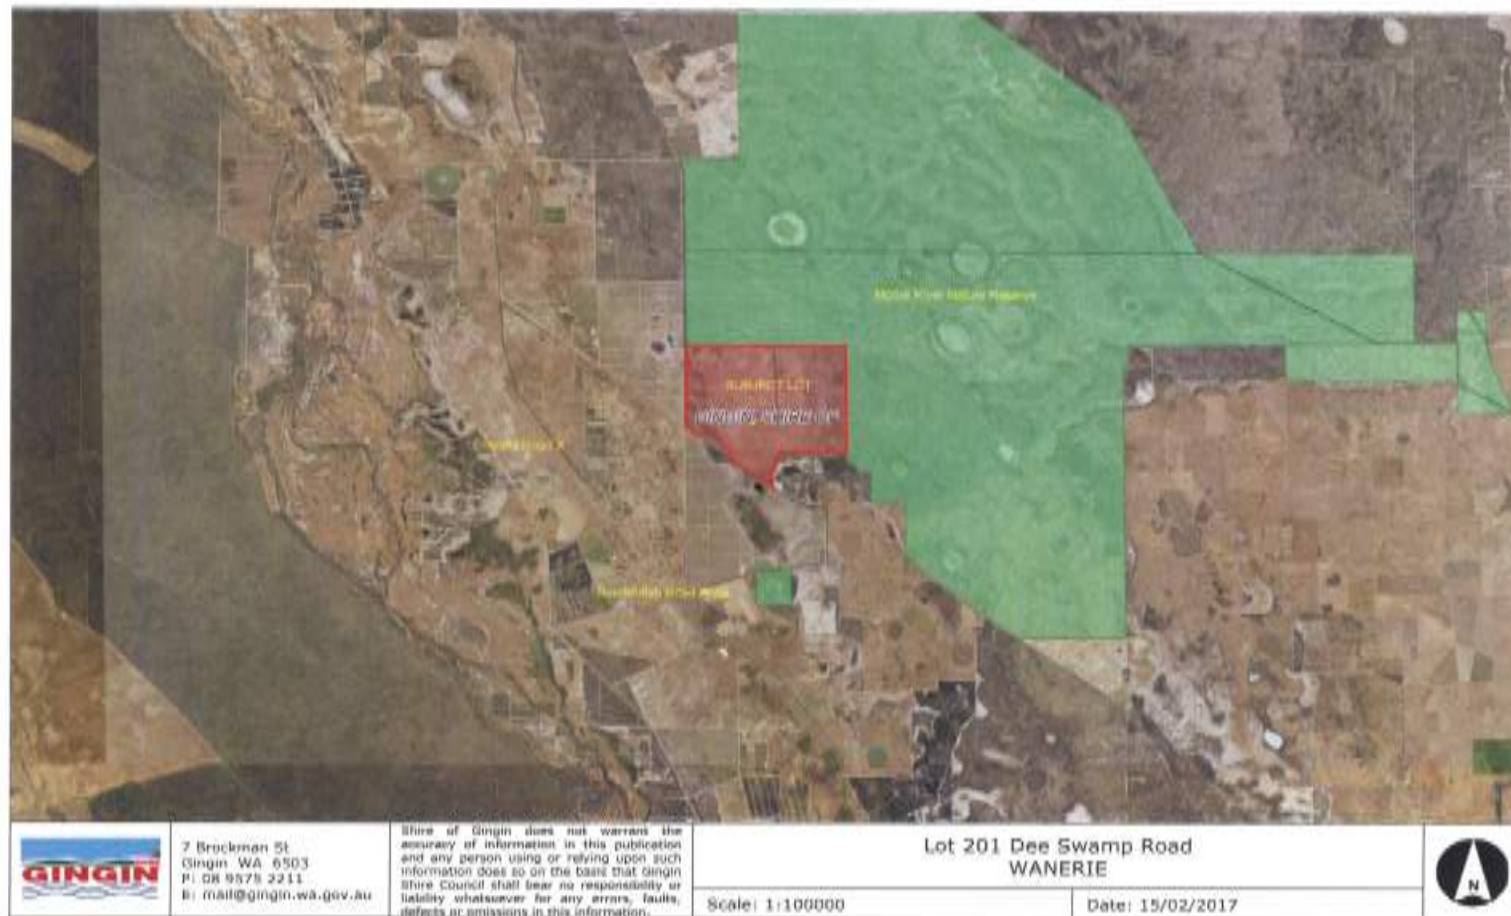 Moore River Nature Reserve
SUBJECT LOT
GINGIN, SHIRE OF
GINGIN
7 Brockman St
Gingin WA 6503
P: 08 9575 2211
E: mail@gingin.wa.gov.au
Shire of Gingin does not warrant the
accuracy of information in this publication
and any person using or relying upon such
information does so on the basis that Gingin
Shire Council shall bear no responsibility or
liability whatsoever for any errors, faults,
defects or omissions in this information.
Lot 201 Dee Swamp Road
WANERIE
Scale: 1:100000
Date: 15/02/2017
N